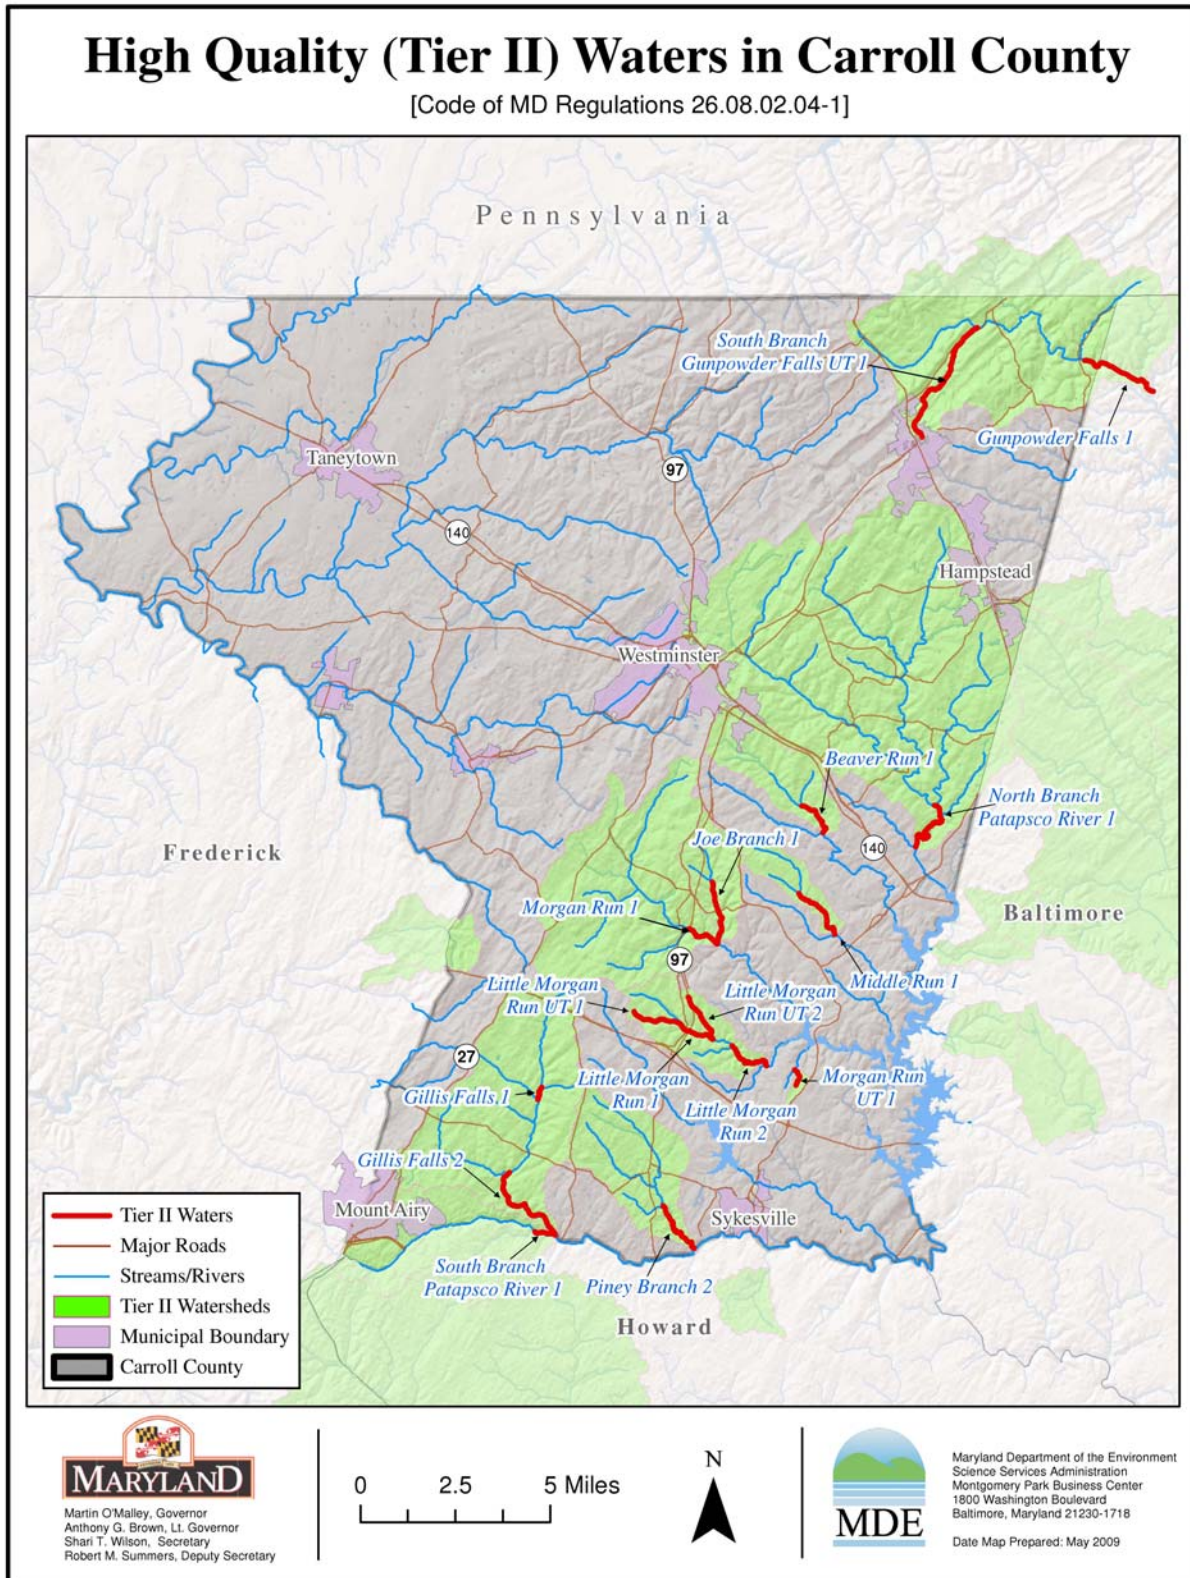 High Quality (Tier II) Waters in Carroll County
[Code of MD Regulations 26.08.02.04-1]
Pennsylvania
South Branch
Gunpowder Falls UT 1
Gunpowder Falls 1
Taneytown
97
140
Hampstead
Westminster
Beaver Run 1
North Branch
Patapsco River 1
Joe Branch 1
140
Frederick
Morgan Run 1
Baltimore
97
Middle Run 1
Little Morgan
Run UT 1
Little Morgan
Run UT 2
27
Gillis Falls 1
Little Morgan
Run 1
Little Morgan
Run 2
Morgan Run
UT 1
Gillis Falls 2
Mount Airy
Sykesville
South Branch
Patapsco River 1
Piney Branch 2
Howard
Tier II Waters
Major Roads
Streams/Rivers
Tier II Watersheds
Municipal Boundary
Carroll County
MARYLAND
Martin O'Malley, Governor
Anthony G. Brown, Lt. Governor
Shari T. Wilson, Secretary
Robert M. Summers, Deputy Secretary
0 2.5 5 Miles
N
MDE
Maryland Department of the Environment
Science Services Administration
Montgomery Park Business Center
1800 Washington Boulevard
Baltimore, Maryland 21230-1718
Date Map Prepared: May 2009